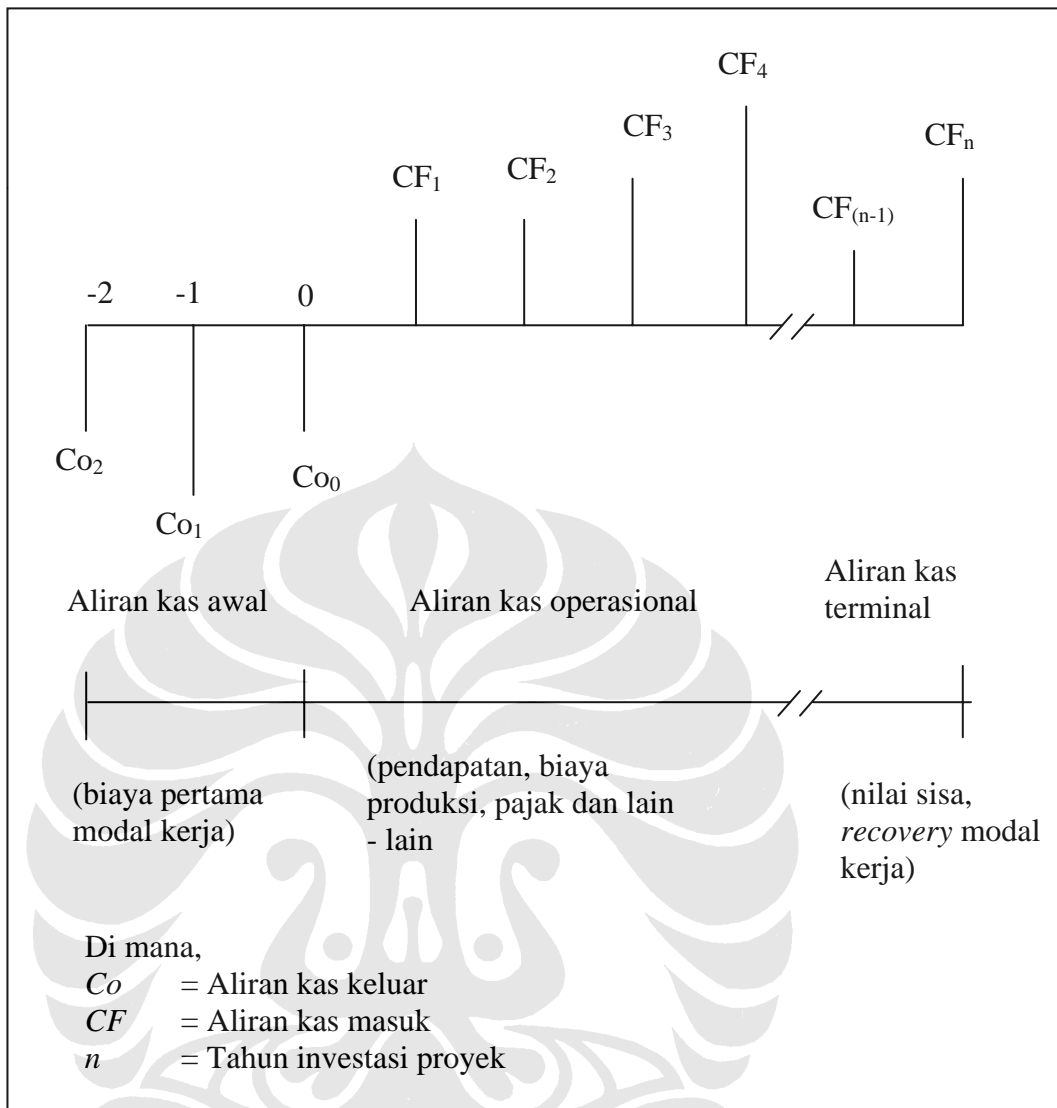 CF₄
CF₃
CFₙ
CF₁ CF₂
CF₍ₙ₋₁₎
-2 -1 0
Co₂ Co₀
Co₁
Aliran kas awal
Aliran kas operasional
Aliran kas
terminal
(biaya pertama
modal kerja)
(pendapatan, biaya
produksi, pajak dan lain
- lain
(nilai sisa,
recovery modal
kerja)
Di mana,
Co = Aliran kas keluar
CF = Aliran kas masuk
n = Tahun investasi proyek